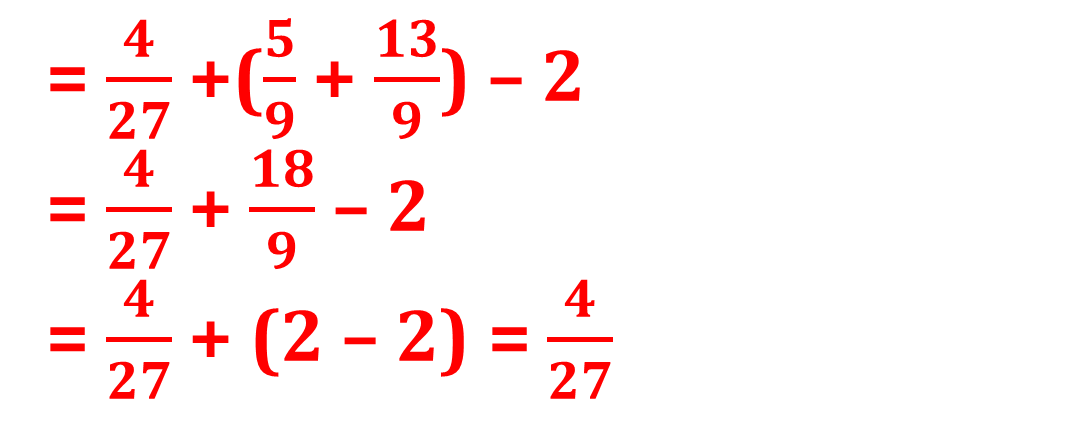 = 4/27 + (5/9 + 13/9) – 2
= 4/27 + 18/9 – 2
= 4/27 + (2 – 2) = 4/27